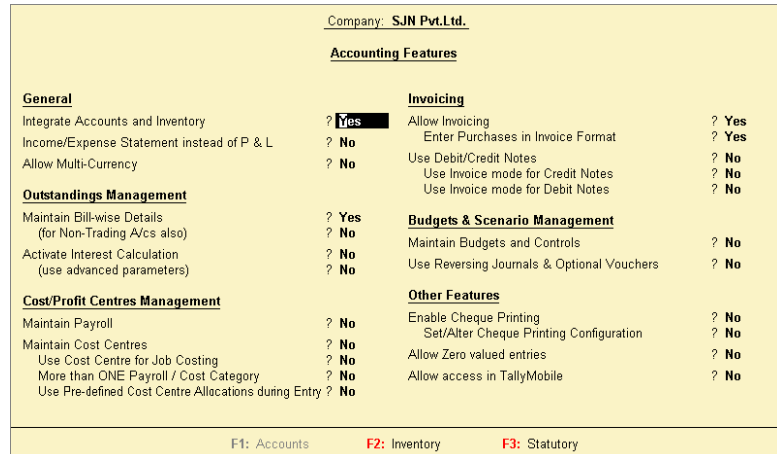 Company: SJN Pvt.Ltd.
Accounting Features
General
Integrate Accounts and Inventory ? Yes
Income/Expense Statement instead of P & L ? No
Allow Multi-Currency ? No
Outstandings Management
Maintain Bill-wise Details ? Yes
(for Non-Trading A/cs also) ? No
Activate Interest Calculation ? No
(use advanced parameters) ? No
Cost/Profit Centres Management
Maintain Payroll ? No
Maintain Cost Centres ? No
Use Cost Centre for Job Costing ? No
More than ONE Payroll / Cost Category ? No
Use Pre-defined Cost Centre Allocations during Entry ? No
Invoicing
Allow Invoicing ? Yes
Enter Purchases in Invoice Format ? Yes
Use Debit/Credit Notes ? No
Use Invoice mode for Credit Notes ? No
Use Invoice mode for Debit Notes ? No
Budgets & Scenario Management
Maintain Budgets and Controls ? No
Use Reversing Journals & Optional Vouchers ? No
Other Features
Enable Cheque Printing ? No
Set/Alter Cheque Printing Configuration ? No
Allow Zero valued entries ? No
Allow access in TallyMobile ? No
F1: Accounts F2: Inventory F3: Statutory